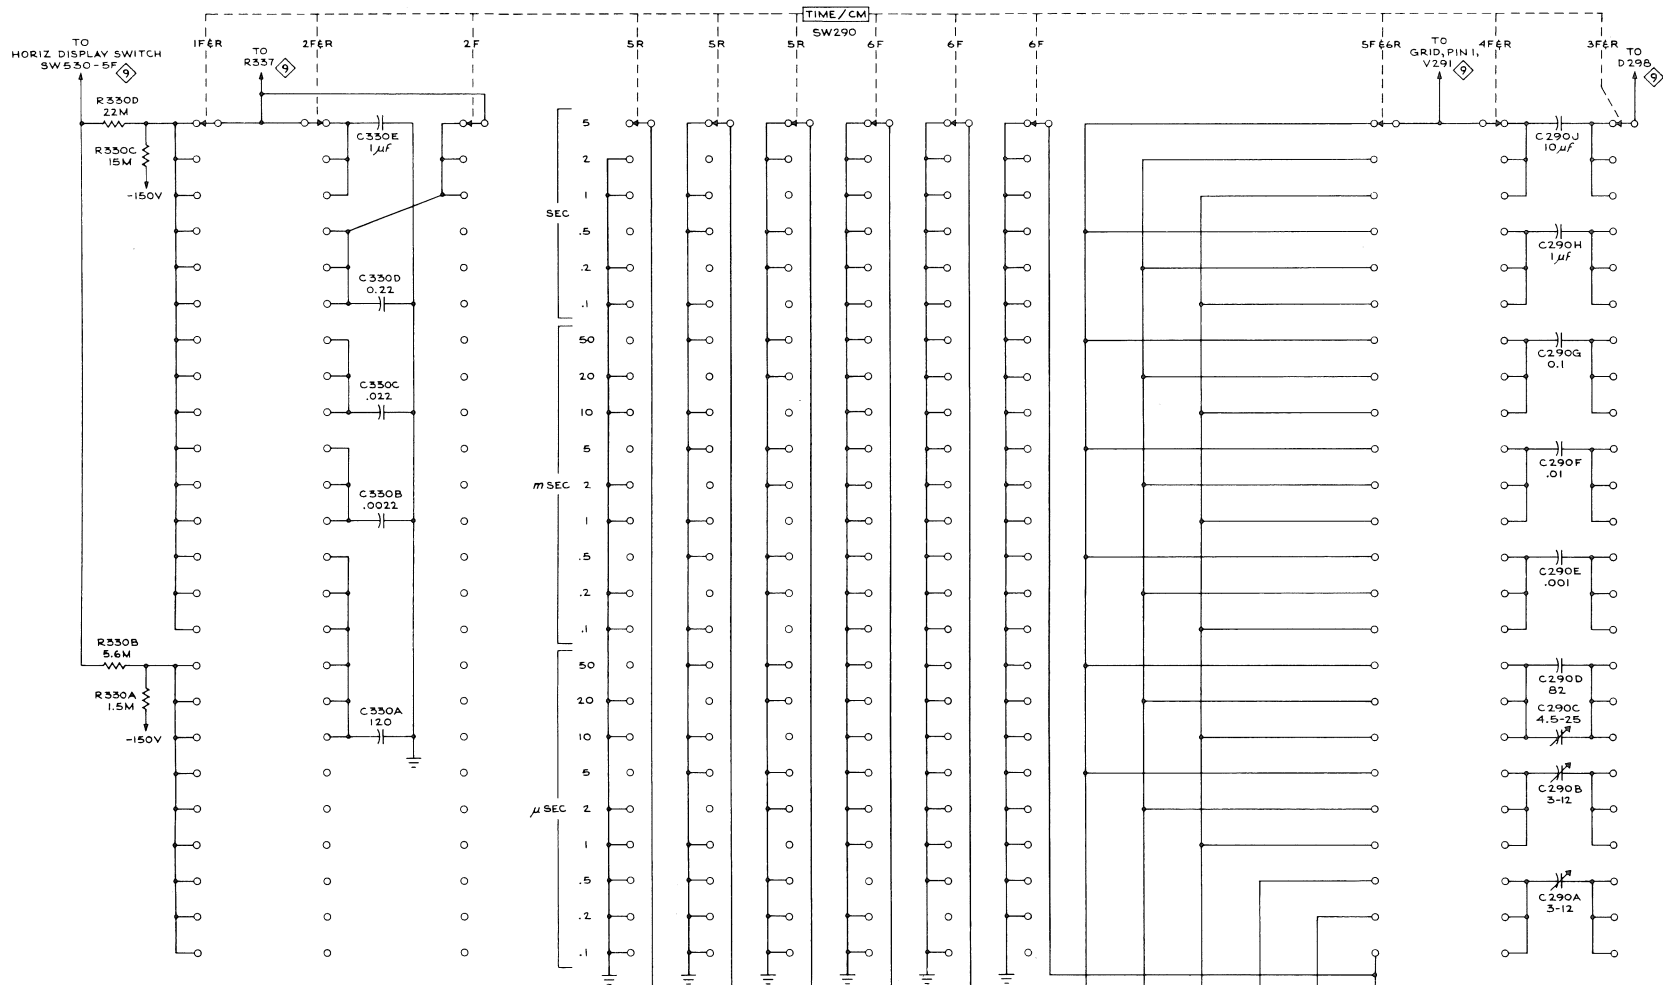 TIME/CM
SW290
TO
HORIZ DISPLAY SWITCH
SW530-5F 9
1F&R
TO
R337 9
2F&R
2F
5R
5R
5R
6F
6F
6F
5F&6R
TO
GRID, PIN 1,
V291 9
4F&R
3F&R
TO
D298 9
R330D
22M
R330C
15M
-150V
C330E
1µF
C330D
0.22
C330C
.022
C330B
.0022
R330B
5.6M
R330A
1.5M
-150V
C330A
120
SEC
5
2
1
.5
.2
.1
m SEC
50
20
10
5
2
1
.5
.2
.1
µ SEC
50
20
10
5
2
1
.5
.2
.1
C290J
10µF
C290H
1µF
C290G
0.1
C290F
.01
C290E
.001
C290D
82
C290C
4.5-25
C290B
3-12
C290A
3-12